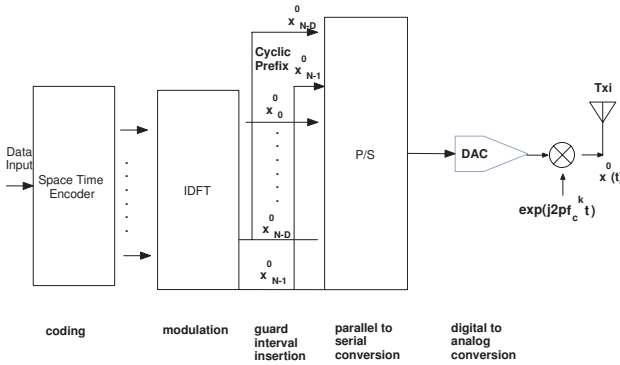 0
x N-D
Cyclic
Prefix
0
x N-1
0
x 0
Txi
Data
Input
Space Time
Encoder
IDFT
P/S
DAC
0
x (t)
k
exp(j2pf c t)
0
x N-D
0
x N-1
coding
modulation
guard
interval
insertion
parallel to
serial
conversion
digital to
analog
conversion